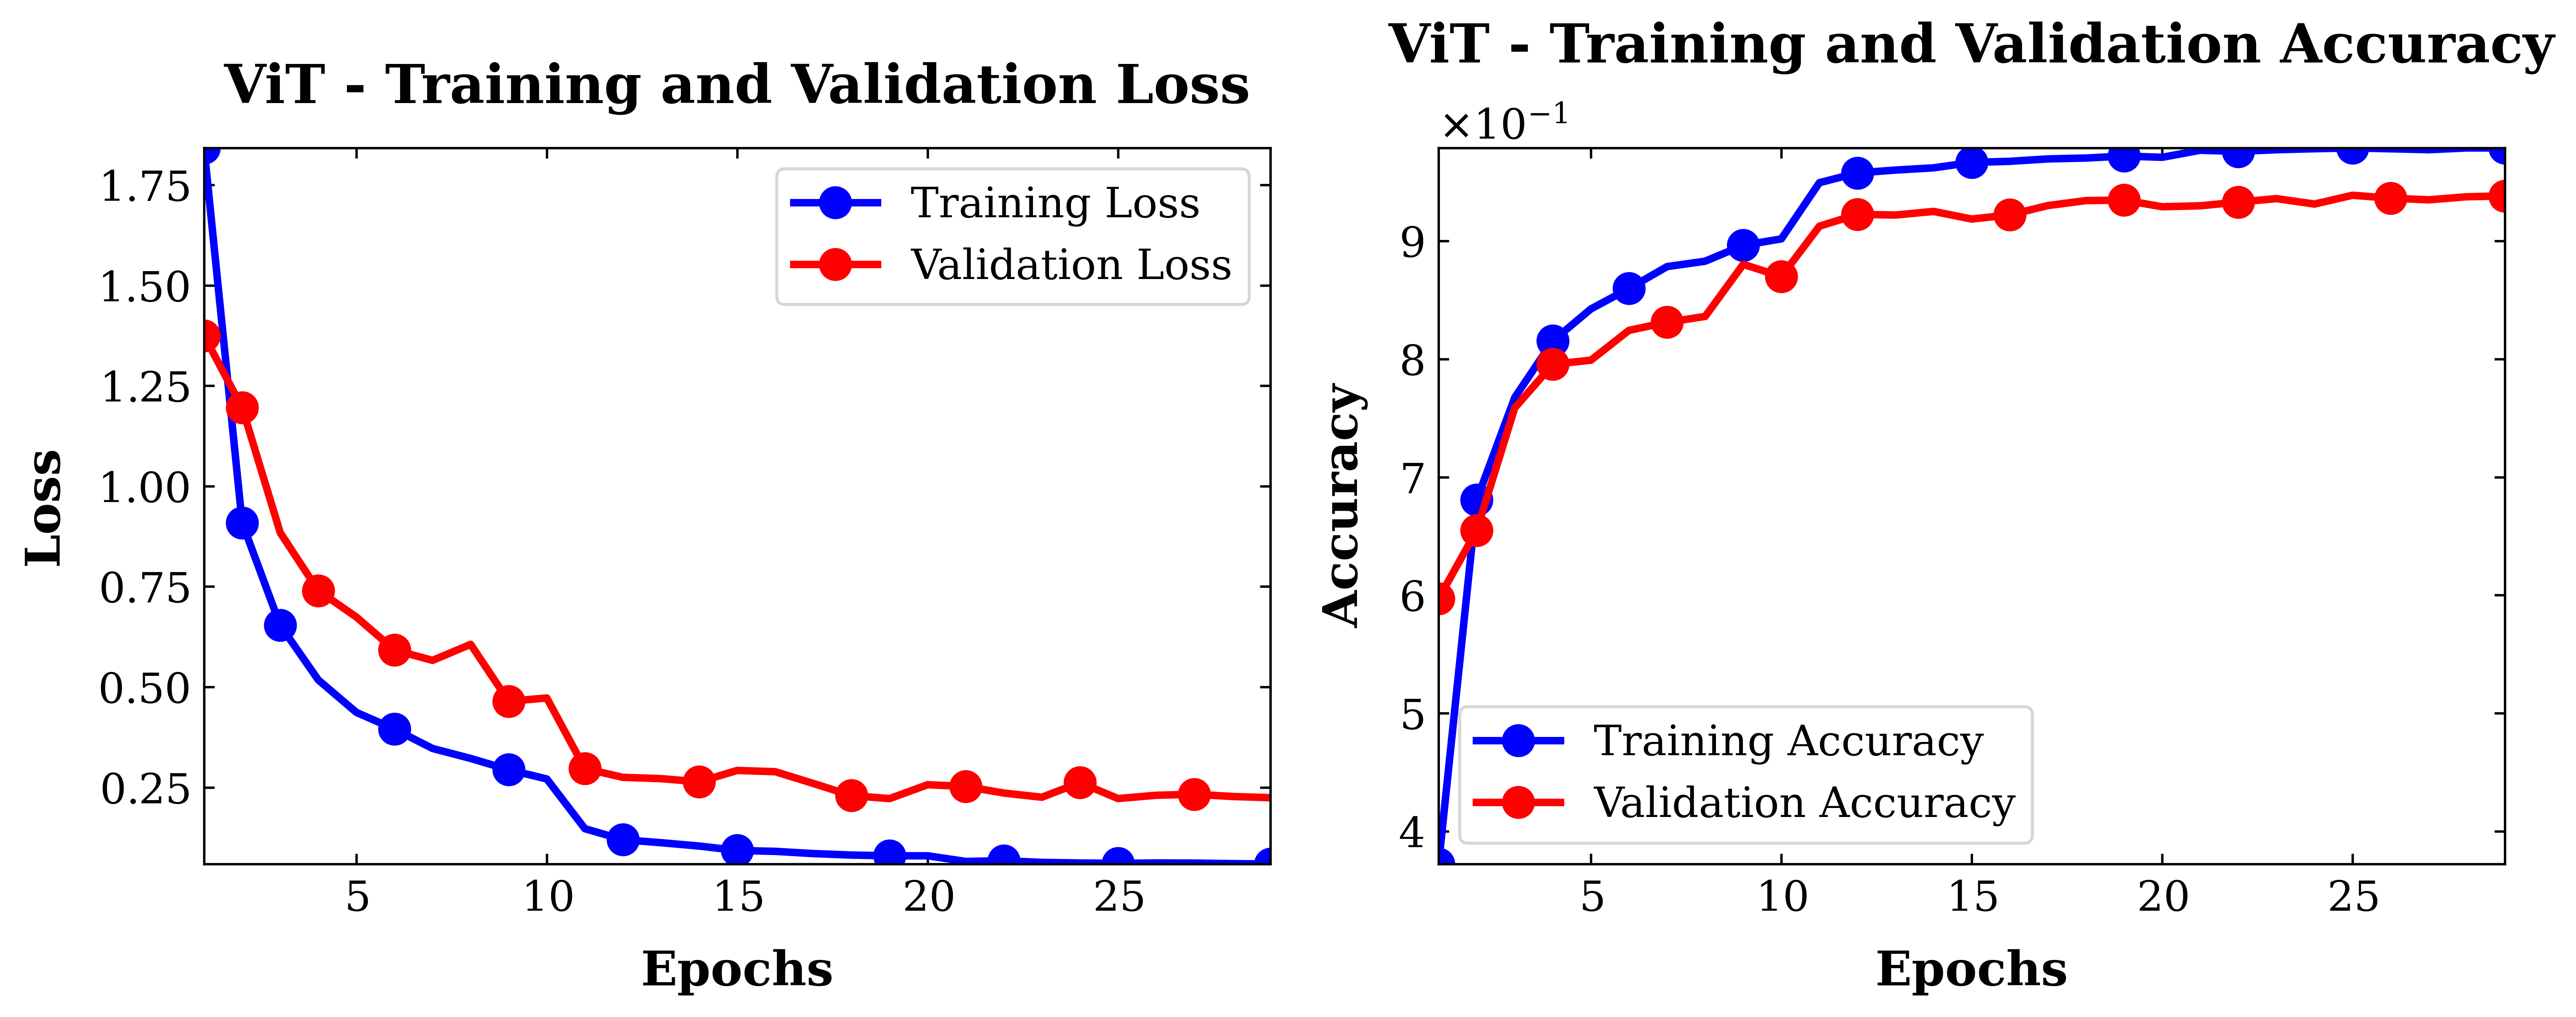 ViT - Training and Validation Loss
1.75
1.50
1.25
1.00
0.75
0.50
0.25
Loss
Training Loss
Validation Loss
5 10 15 20 25
Epochs
ViT - Training and Validation Accuracy
×10⁻¹
9
8
7
6
5
4
Accuracy
Training Accuracy
Validation Accuracy
5 10 15 20 25
Epochs